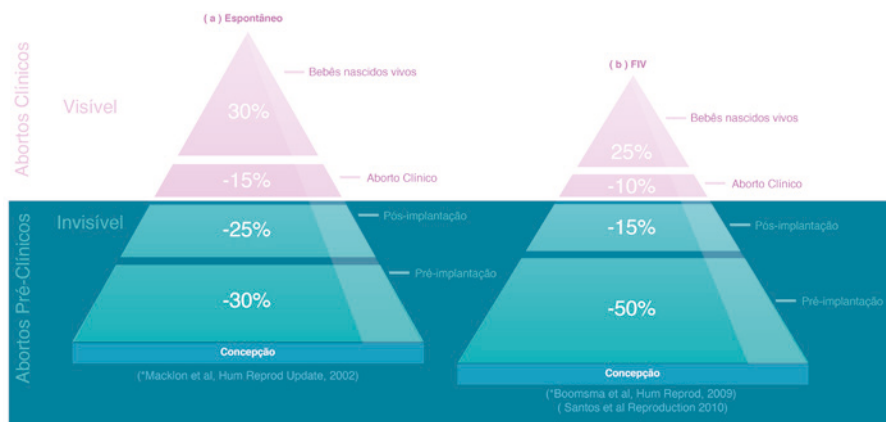 Abortos Clínicos
Visível
( a ) Espontâneo
Bebês nascidos vivos
30%
-15%
Aborto Clínico
( b ) FIV
Bebês nascidos vivos
25%
-10%
Aborto Clínico
Abortos Pré-Clínicos
Invisível
-25%
Pós-implantação
-30%
Pré-implantação
Concepção
(*Macklon et al, Hum Reprod Update, 2002)
-15%
Pós-implantação
-50%
Pré-implantação
Concepção
(*Boomsma et al, Hum Reprod, 2009)
( Santos et al Reproduction 2010)